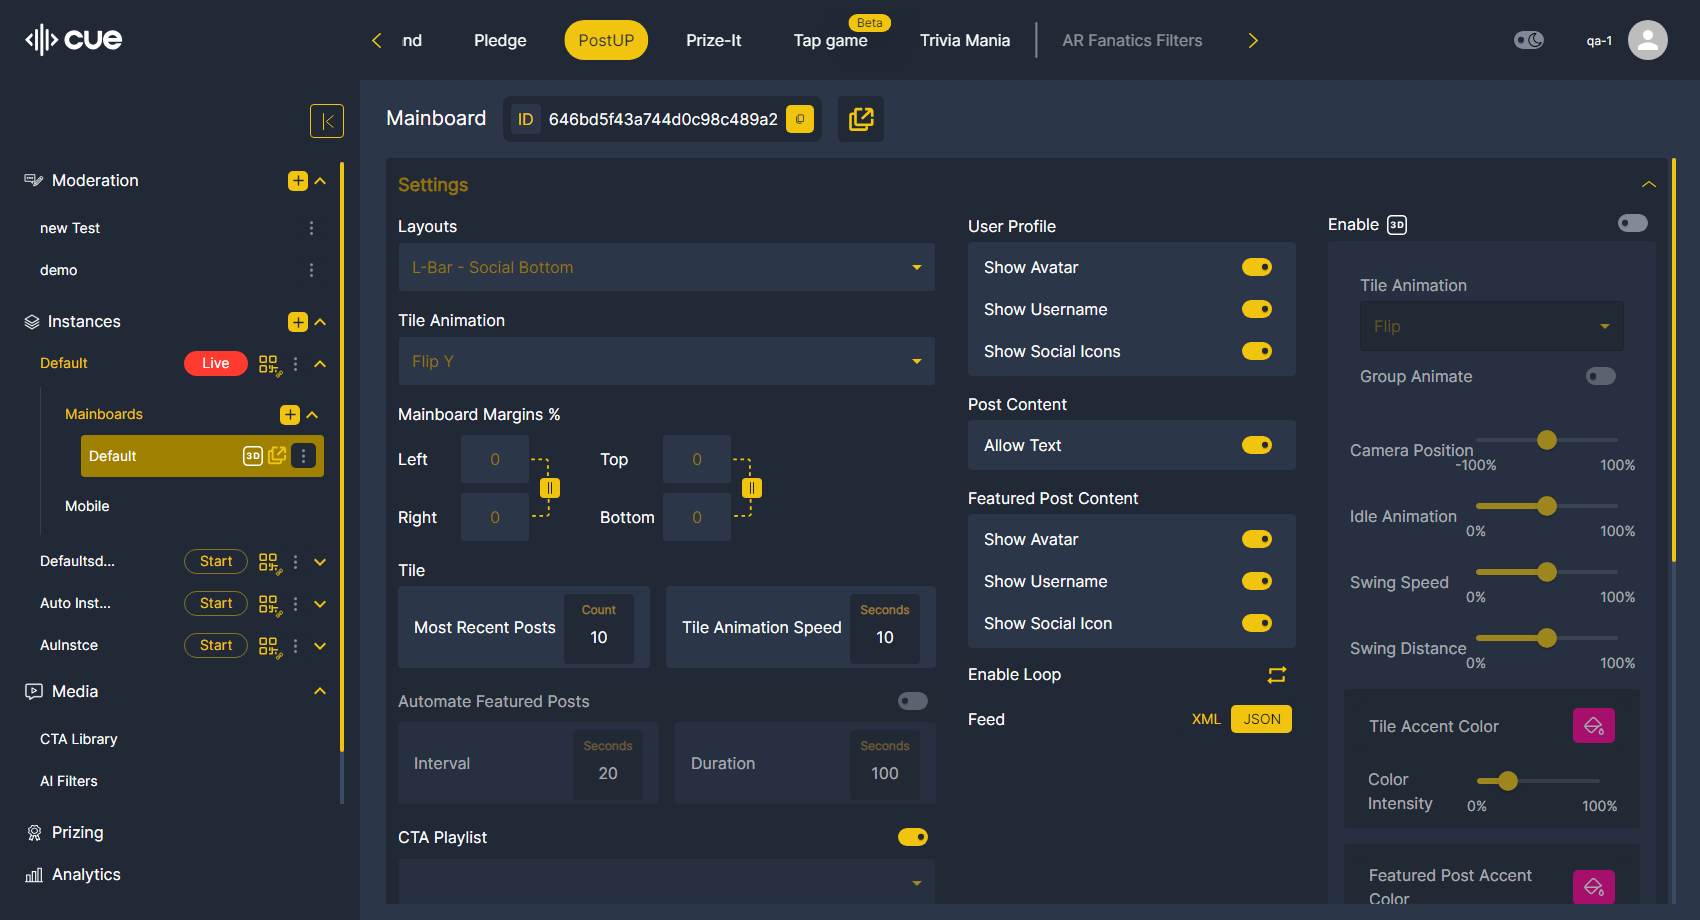 cue
nd
Pledge
PostUP
Prize-It
Tap game
Beta
Trivia Mania
AR Fanatics Filters
qa-1
Moderation
new Test
demo
Instances
Default
Live
Mainboards
Default
3D
Mobile
Defaultsd...
Start
Auto Inst...
Start
AuInstce
Start
Media
CTA Library
AI Filters
Prizing
Analytics
Mainboard
ID
646bd5f43a744d0c98c489a2
Settings
Layouts
L-Bar - Social Bottom
Tile Animation
Flip Y
Mainboard Margins %
Left
0
Top
0
Right
0
Bottom
0
Tile
Most Recent Posts
Count
10
Tile Animation Speed
Seconds
10
Automate Featured Posts
Interval
Seconds
20
Duration
Seconds
100
CTA Playlist
User Profile
Show Avatar
Show Username
Show Social Icons
Post Content
Allow Text
Featured Post Content
Show Avatar
Show Username
Show Social Icon
Enable Loop
Feed
XML
JSON
Enable 3D
Tile Animation
Flip
Group Animate
Camera Position
-100%
100%
Idle Animation
0%
100%
Swing Speed
0%
100%
Swing Distance
0%
100%
Tile Accent Color
Color
Intensity
0%
100%
Featured Post Accent
Color